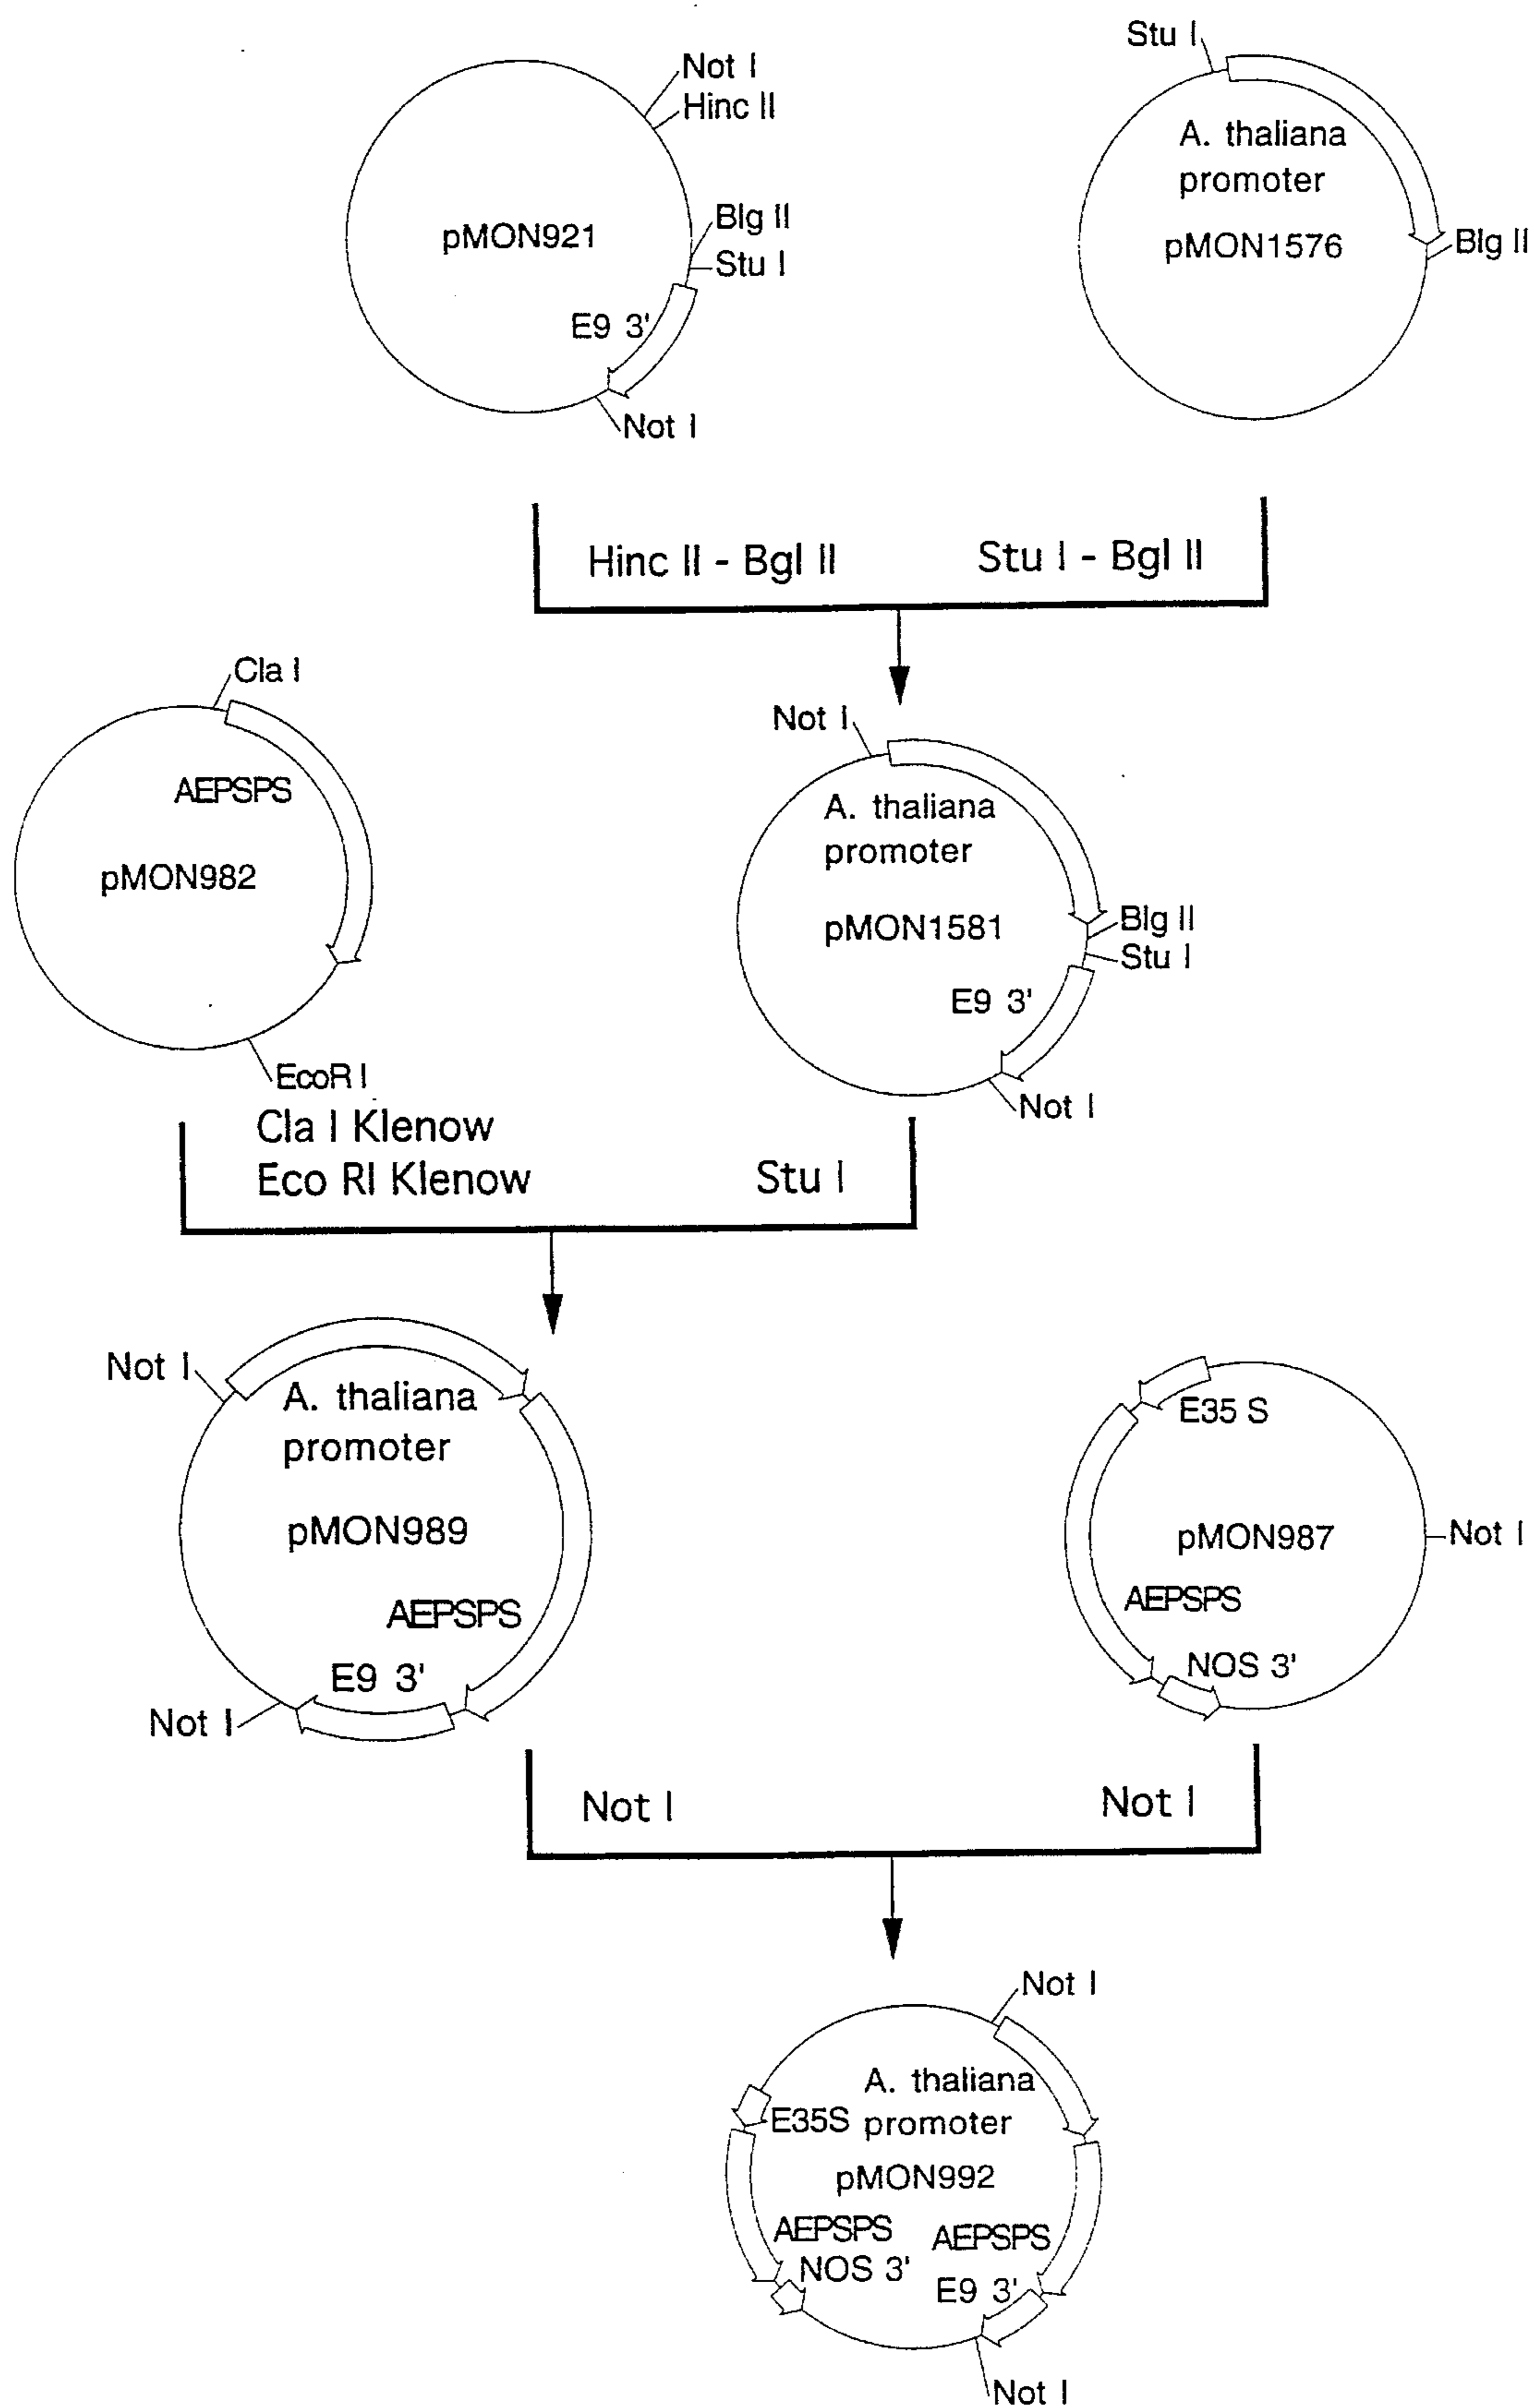 Not I
Hinc II
pMON921
Blg II
Stu I
E9 3'
Not I
Stu I
A. thaliana
promoter
pMON1576
Blg II
Hinc II - Bgl II
Stu I - Bgl II
Cla I
AEPSPS
pMON982
EcoR I
Not I
A. thaliana
promoter
pMON1581
Blg II
Stu I
E9 3'
Not I
Cla I Klenow
Eco RI Klenow
Stu I
Not I
A. thaliana
promoter
pMON989
AEPSPS
E9 3'
Not I
E35 S
pMON987
Not I
AEPSPS
NOS 3'
Not I
Not I
Not I
A. thaliana
E35S promoter
pMON992
AEPSPS AEPSPS
NOS 3' E9 3'
Not I